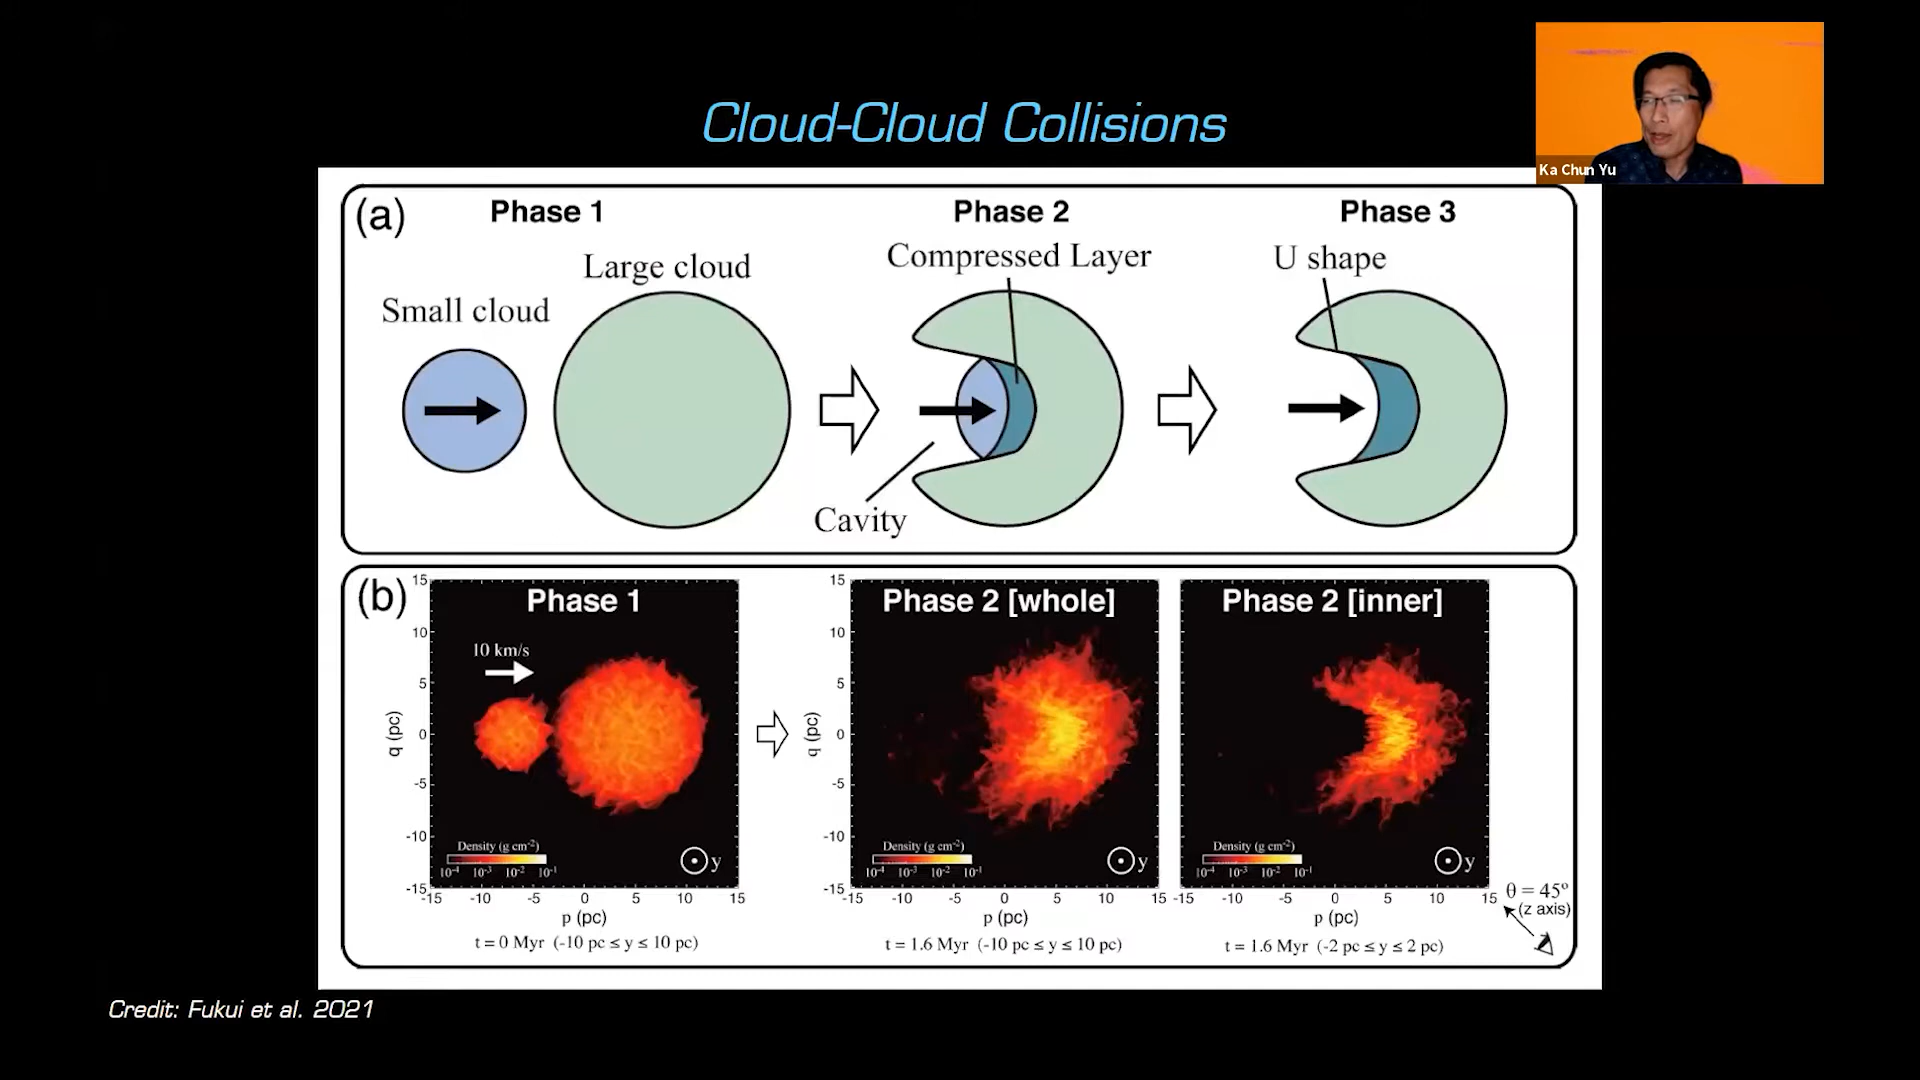 Cloud-Cloud Collisions
Ka Chun Yu
(a)
Phase 1
Phase 2
Phase 3
Small cloud
Large cloud
Compressed Layer
Cavity
U shape
(b)
Phase 1
10 km/s
15
10
5
0
-5
-10
-15
q (pc)
Density (g cm⁻²)
10⁻⁴ 10⁻³ 10⁻² 10⁻¹
y
-15 -10 -5 0 5 10 15
p (pc)
t = 0 Myr (-10 pc ≤ y ≤ 10 pc)
Phase 2 [whole]
15
10
5
0
-5
-10
-15
q (pc)
Density (g cm⁻²)
10⁻⁴ 10⁻³ 10⁻² 10⁻¹
y
-15 -10 -5 0 5 10 15
p (pc)
t = 1.6 Myr (-10 pc ≤ y ≤ 10 pc)
Phase 2 [inner]
Density (g cm⁻²)
10⁻⁴ 10⁻³ 10⁻² 10⁻¹
y
-15 -10 -5 0 5 10 15
p (pc)
t = 1.6 Myr (-2 pc ≤ y ≤ 2 pc)
θ = 45°
(z axis)
Credit: Fukui et al. 2021